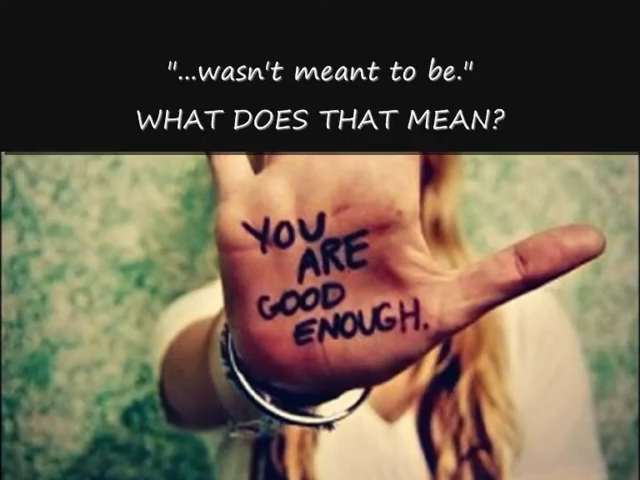 "...wasn't meant to be."
WHAT DOES THAT MEAN?
YOU
ARE
GOOD
ENOUGH.